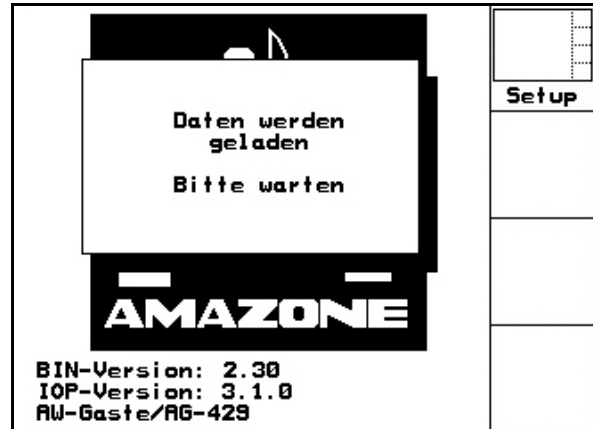 Setup
Daten werden
geladen
Bitte warten
AMAZONE
BIN-Version: 2.30
IOP-Version: 3.1.0
AW-Gaste/AG-429